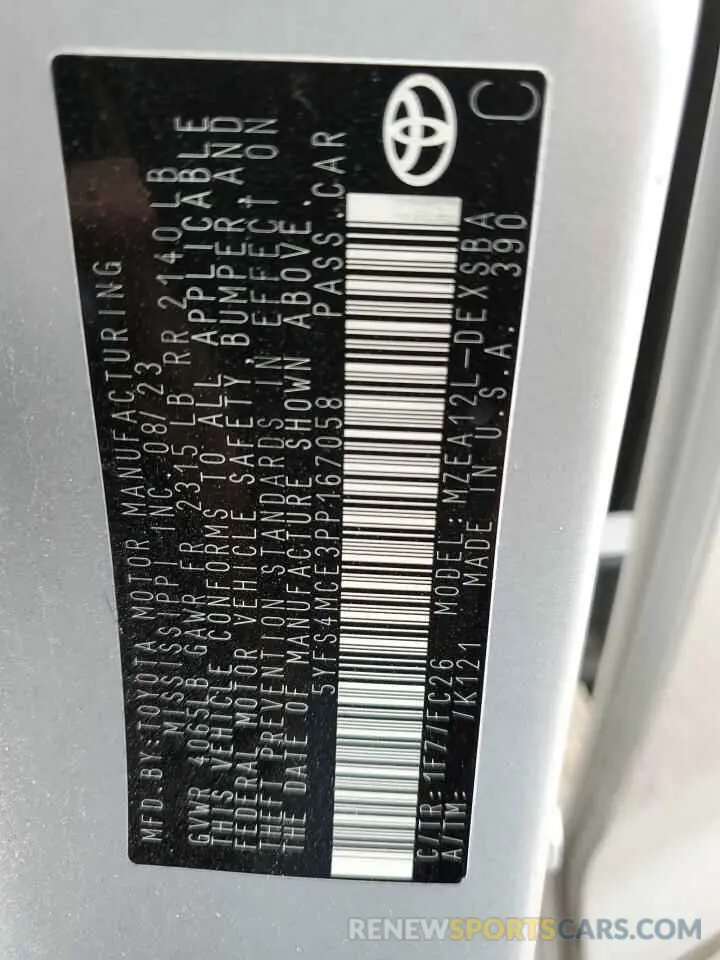 MFD.BY:TOYOTA MOTOR MANUFACTURING
MISSISSIPPI INC. 08/23
GVWR 4065LB GAWR FR 2315 LB RR 2140 LB
THIS VEHICLE CONFORMS TO ALL APPLICABLE
FEDERAL MOTOR VEHICLE SAFETY, BUMPER, AND
THEFT PREVENTION STANDARDS IN EFFECT ON
THE DATE OF MANUFACTURE SHOWN ABOVE.
5YFS4MCE3PP167058 PASS.CAR
C/TR: 1F7/FC26 MODEL: MZEA12L-DEXSBA
A/TM: /K121 MADE IN U.S.A. 390
C
RENEWSPORTSCARS.COM